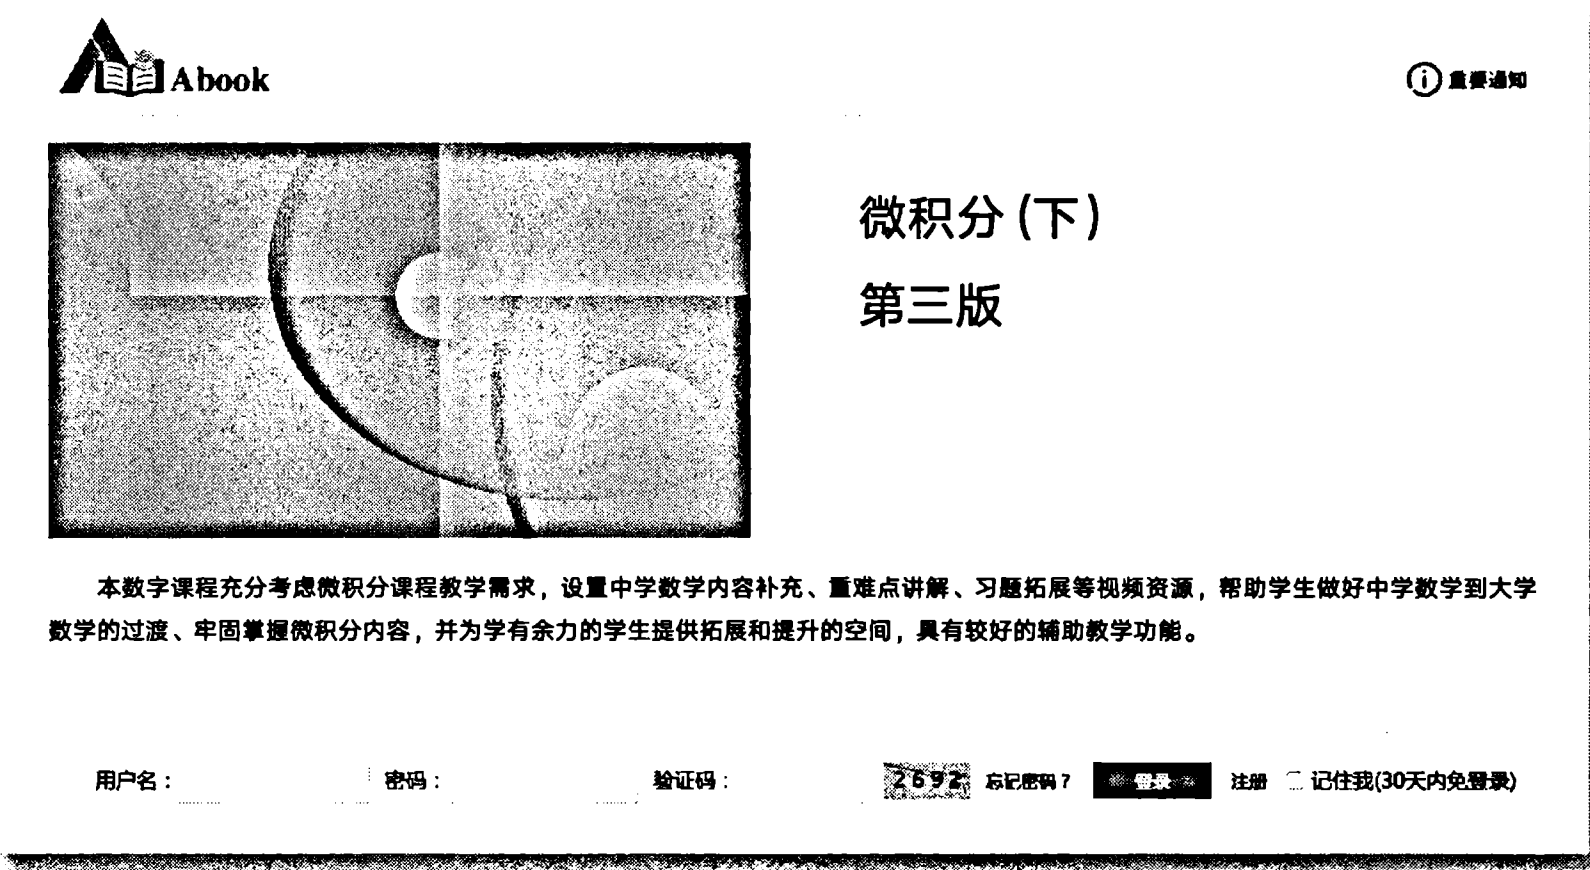 Abook
重要通知
微积分(下)
第三版
本数字课程充分考虑微积分课程教学需求，设置中学数学内容补充、重难点讲解、习题拓展等视频资源，帮助学生做好中学数学到大学
数学的过渡、牢固掌握微积分内容，并为学有余力的学生提供拓展和提升的空间，具有较好的辅助教学功能。
用户名： 密码： 验证码： 2692 忘记密码？ 登录 注册 记住我(30天内免登录)